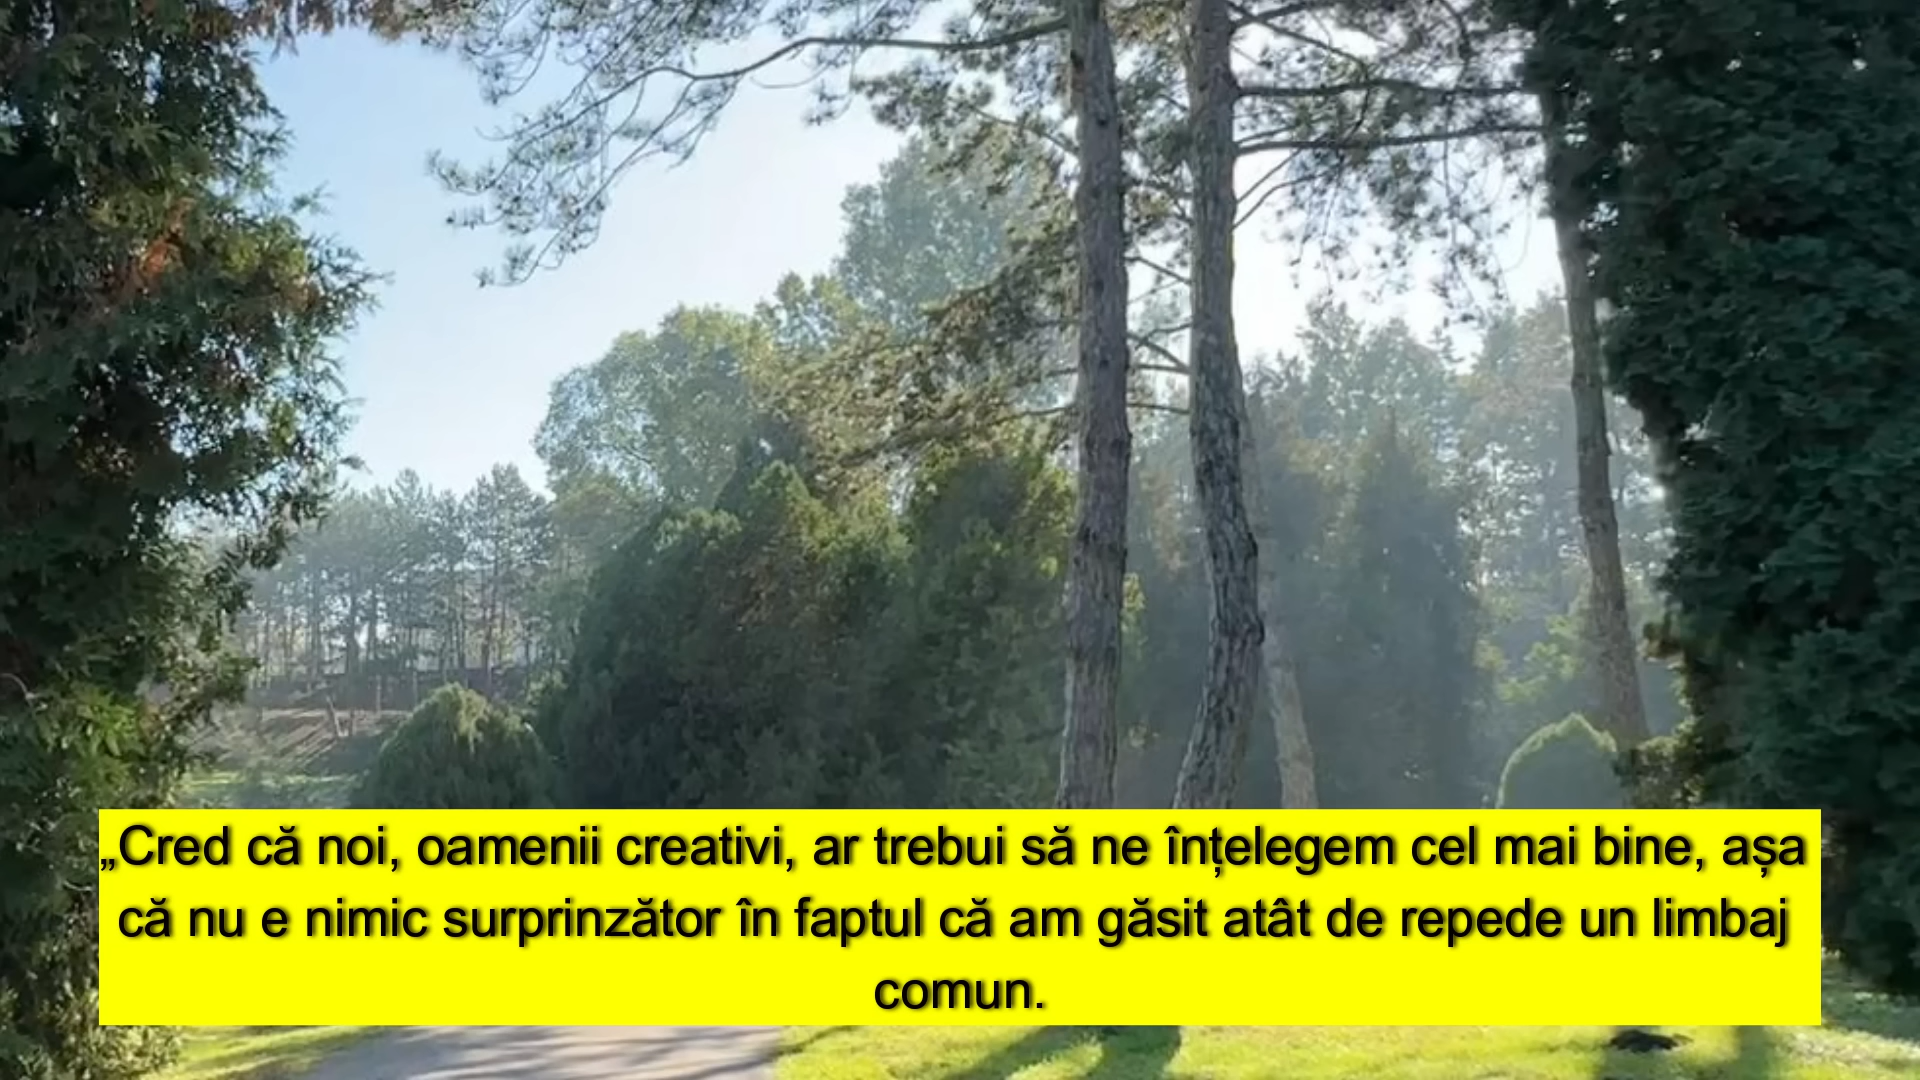 „Cred că noi, oamenii creativi, ar trebui să ne înțelegem cel mai bine, așa
că nu e nimic surprinzător în faptul că am găsit atât de repede un limbaj
comun.